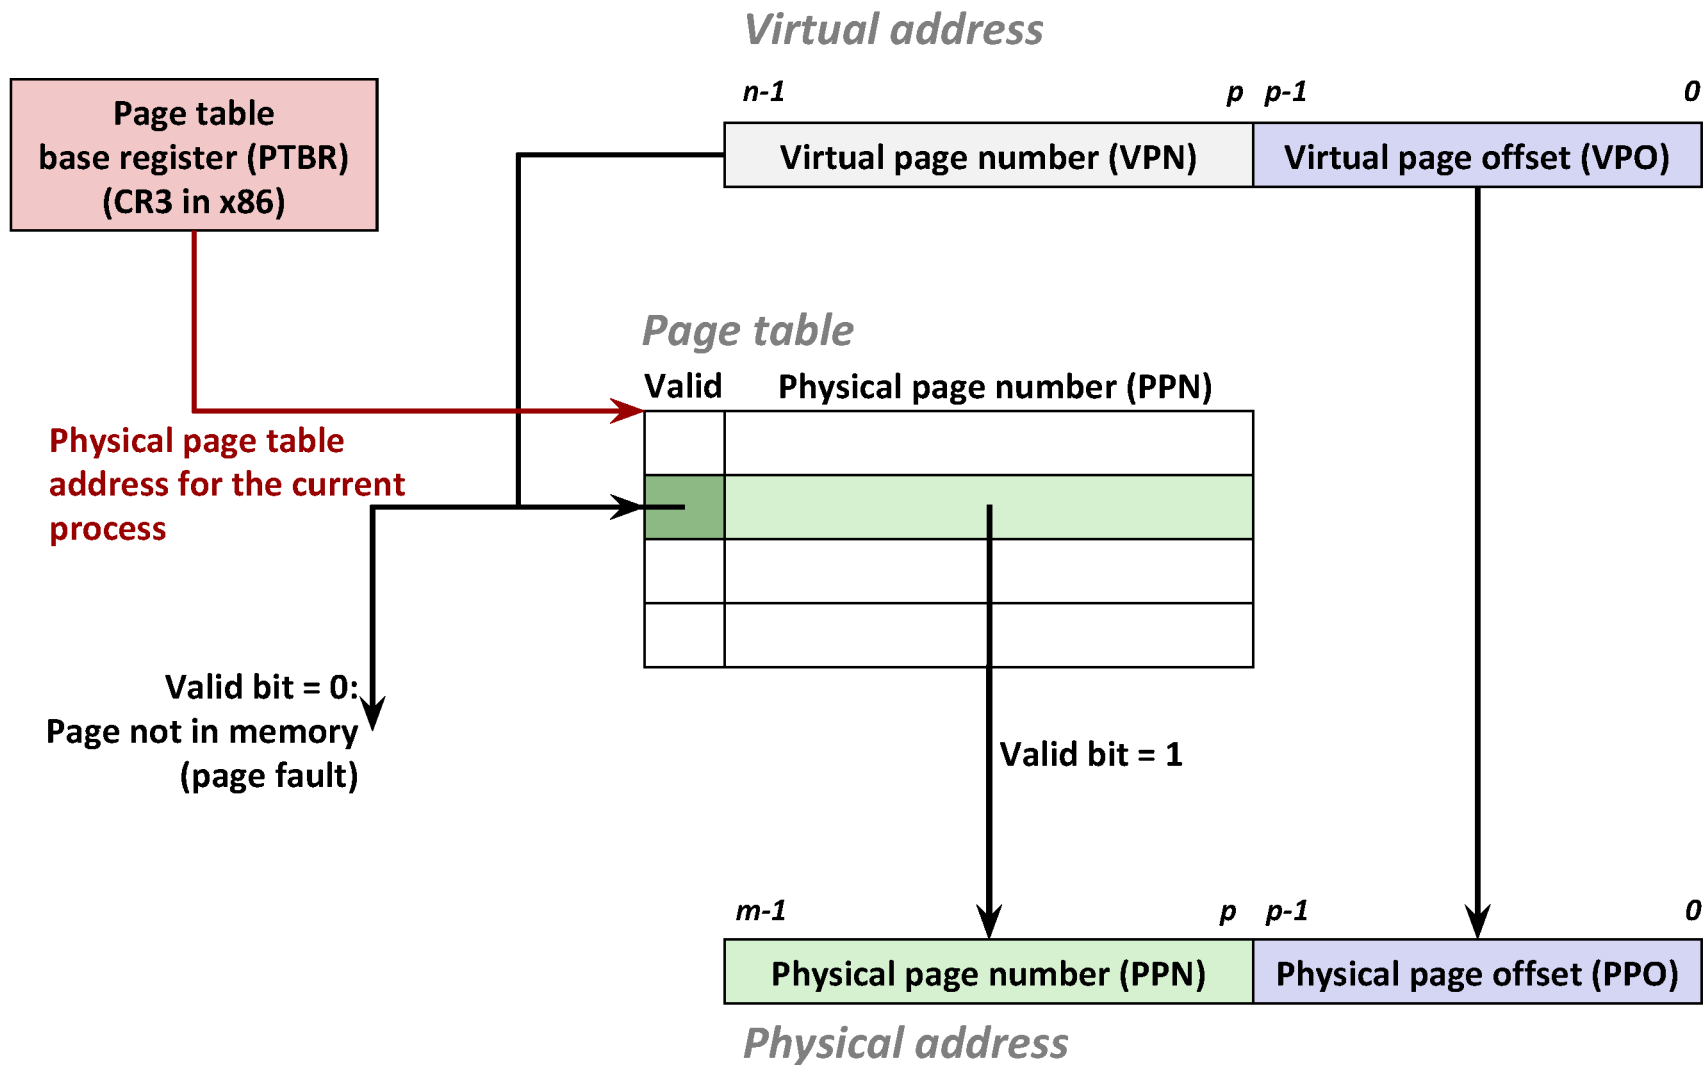 Virtual address
n-1 p p-1 0
Page table
base register (PTBR)
(CR3 in x86)
Virtual page number (VPN) Virtual page offset (VPO)
Page table
Valid Physical page number (PPN)
Physical page table
address for the current
process
Valid bit = 0:
Page not in memory
(page fault)
Valid bit = 1
m-1 p p-1 0
Physical page number (PPN) Physical page offset (PPO)
Physical address